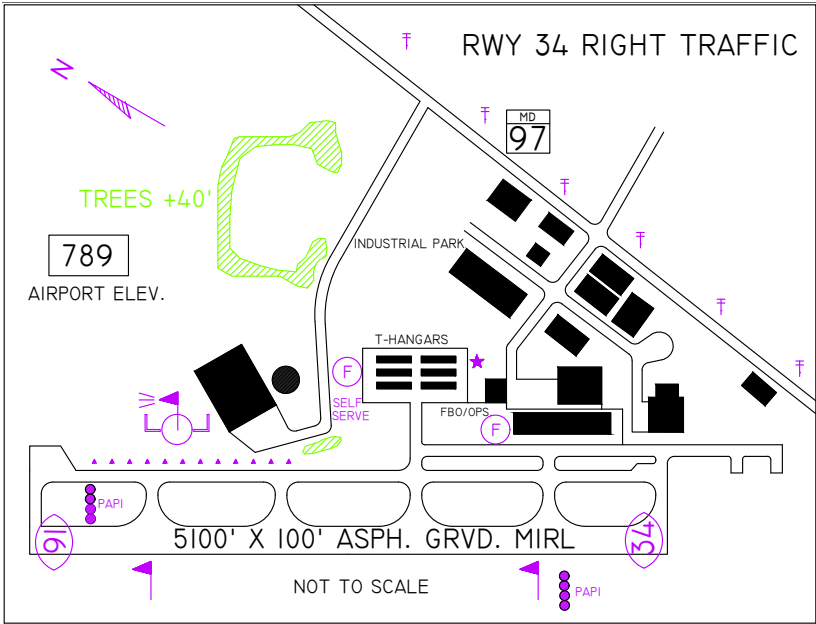 RWY 34 RIGHT TRAFFIC
N
MD
97
TREES +40'
789
AIRPORT ELEV.
INDUSTRIAL PARK
T-HANGARS
F
SELF
SERVE
FBO/OPS
F
PAPI
16
5100' X 100' ASPH. GRVD. MIRL
34
NOT TO SCALE
PAPI